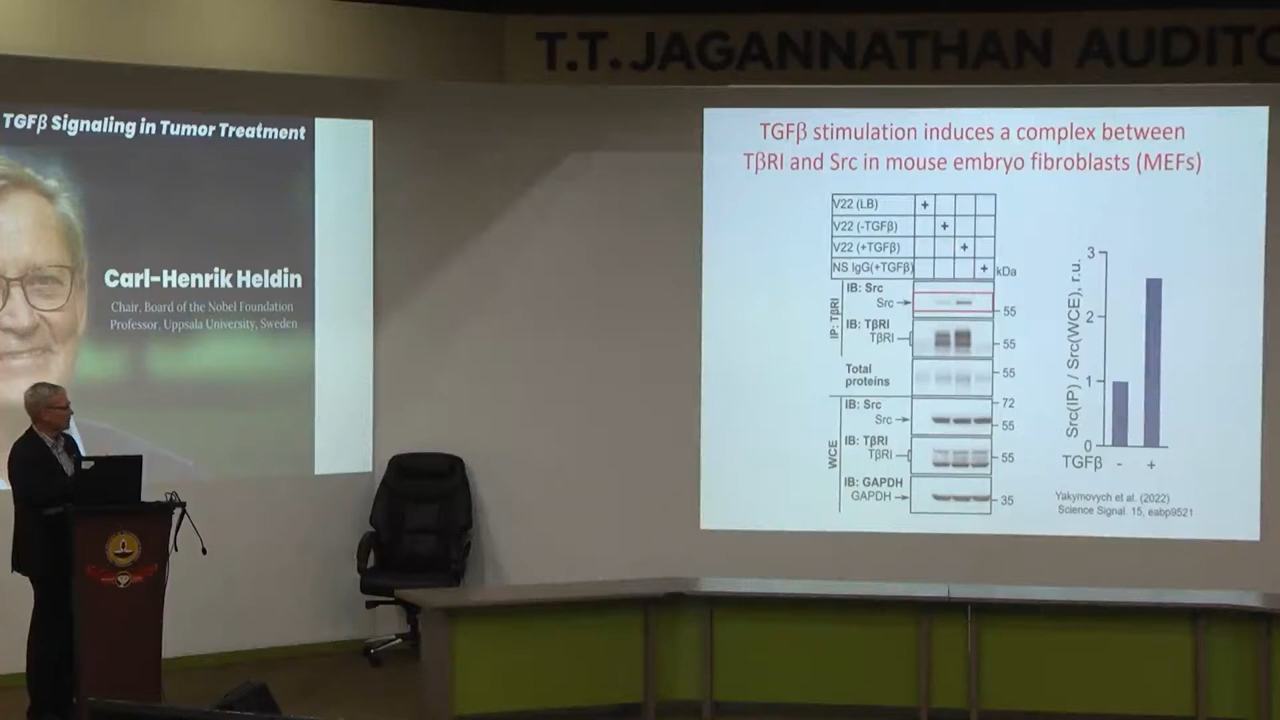 T.T. JAGANNATHAN AUDITO
TGFβ Signaling in Tumor Treatment
Carl-Henrik Heldin
Chair, Board of the Nobel Foundation
Professor, Uppsala University, Sweden
TGFβ stimulation induces a complex between
TβRI and Src in mouse embryo fibroblasts (MEFs)
V22 (LB) +
V22 (-TGFβ) +
V22 (+TGFβ) +
NS IgG(+TGFβ) + kDa
IP: TβRI
IB: Src
Src
55
IB: TβRI
TβRI
55
Total
proteins
55
WCE
IB: Src
72
Src
55
IB: TβRI
TβRI
55
IB: GAPDH
GAPDH
35
Src(IP) / Src(WCE), r.u.
3
2
1
0
TGFβ - +
Yakymovych et al. (2022)
Science Signal. 15, eabp9521